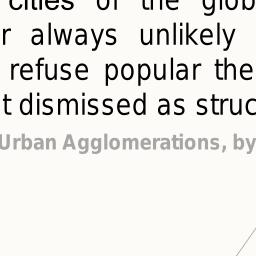 cities of the glob
r always unlikely
refuse popular the
t dismissed as struc
Urban Agglomerations, by